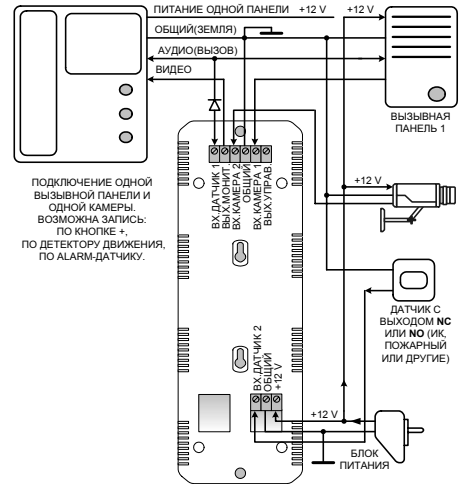 ПИТАНИЕ ОДНОЙ ПАНЕЛИ +12 V +12 V
ОБЩИЙ(ЗЕМЛЯ)
АУДИО(ВЫЗОВ)
ВИДЕО
ВЫЗЫВНАЯ
ПАНЕЛЬ 1
ПОДКЛЮЧЕНИЕ ОДНОЙ
ВЫЗЫВНОЙ ПАНЕЛИ И
ОДНОЙ КАМЕРЫ.
ВОЗМОЖНА ЗАПИСЬ:
ПО КНОПКЕ +,
ПО ДЕТЕКТОРУ ДВИЖЕНИЯ,
ПО ALARM-ДАТЧИКУ.
ВХ.ДАТЧИК 1
ВЫХ.МОНИТ.
ВХ.КАМЕРА 2
ОБЩИЙ
ВХ.КАМЕРА 1
ВЫХ.УПРАВ.
+12 V
ДАТЧИК С
ВЫХОДОМ NC
ИЛИ NO (ИК,
ПОЖАРНЫЙ
ИЛИ ДРУГИЕ)
ВХ.ДАТЧИК 2
ОБЩИЙ
+12 V
+12 V
БЛОК
ПИТАНИЯ